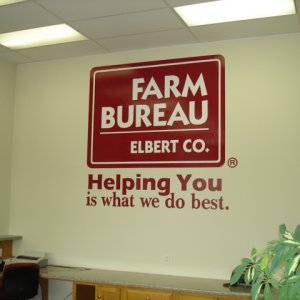 FARM
BUREAU
ELBERT CO.
®
Helping You
is what we do best.